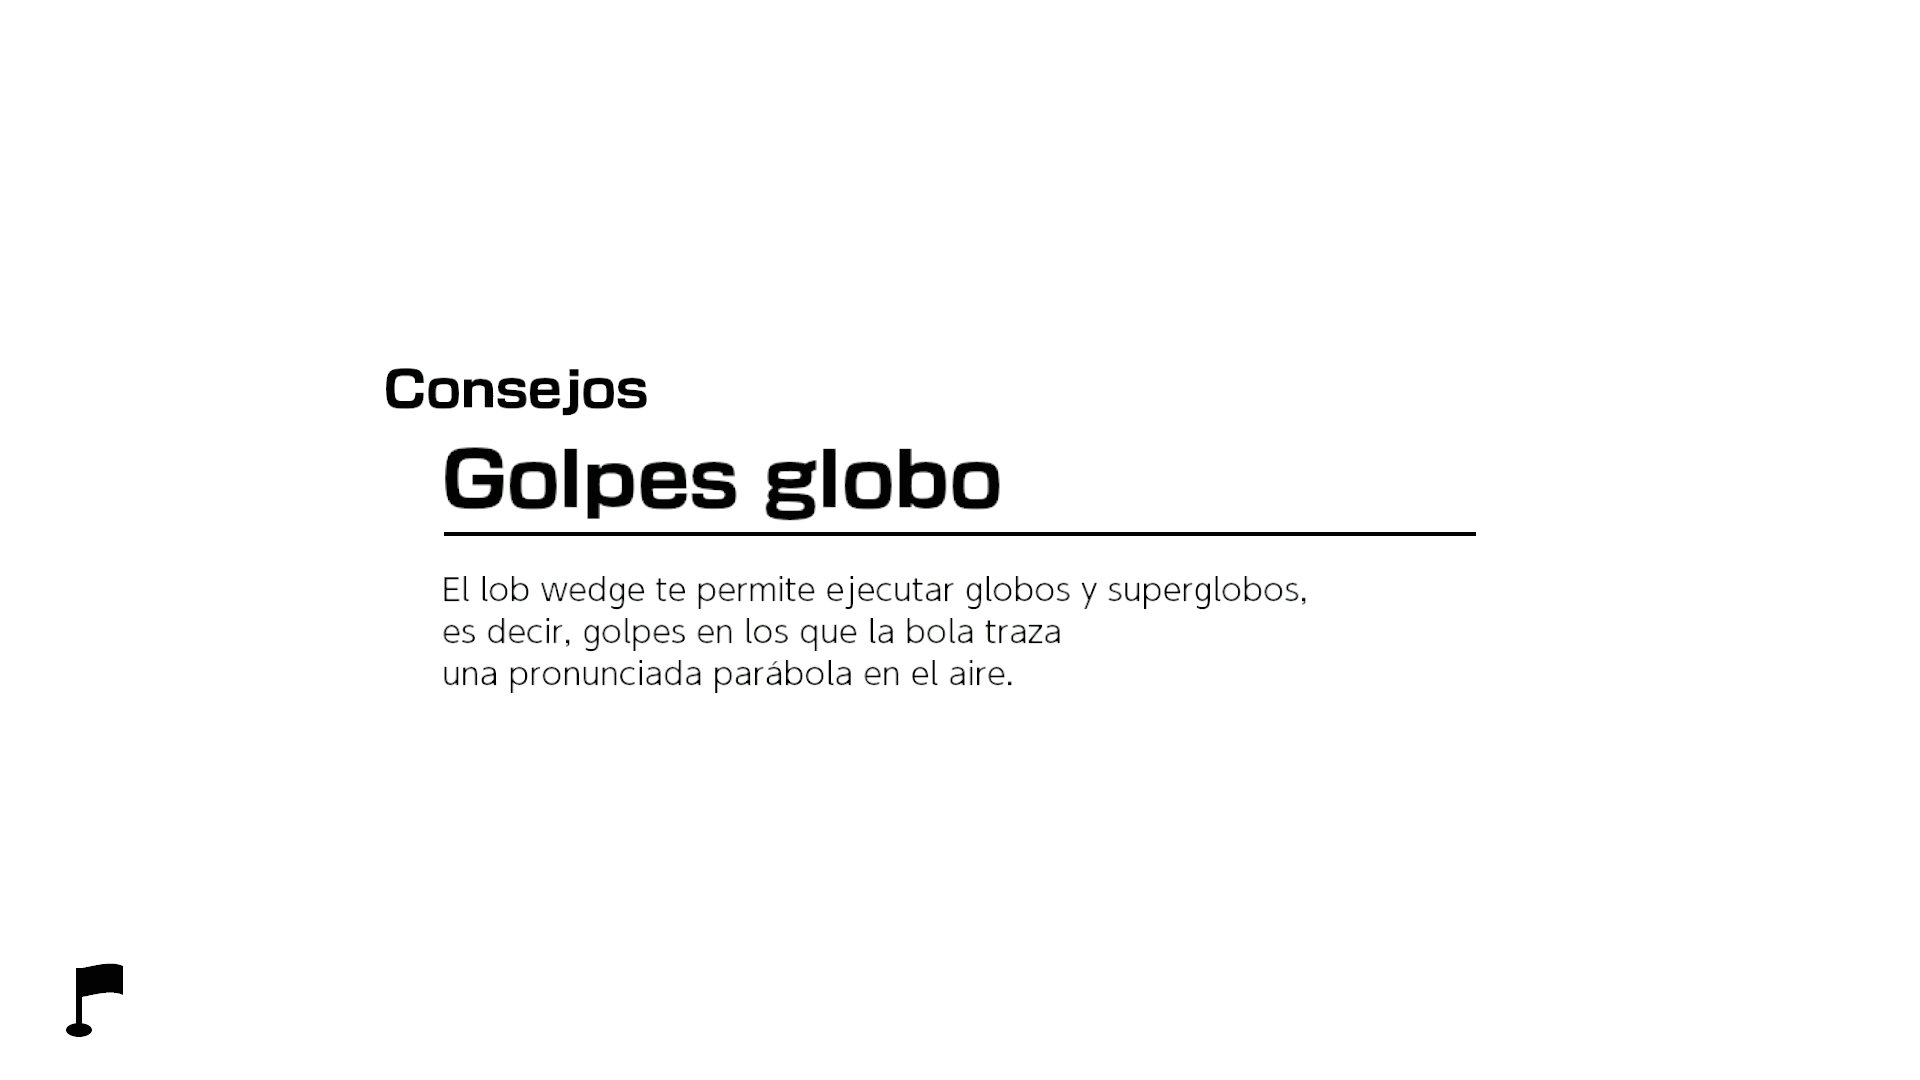 Consejos
Golpes globo
El lob wedge te permite ejecutar globos y superglobos,
es decir, golpes en los que la bola traza
una pronunciada parábola en el aire.